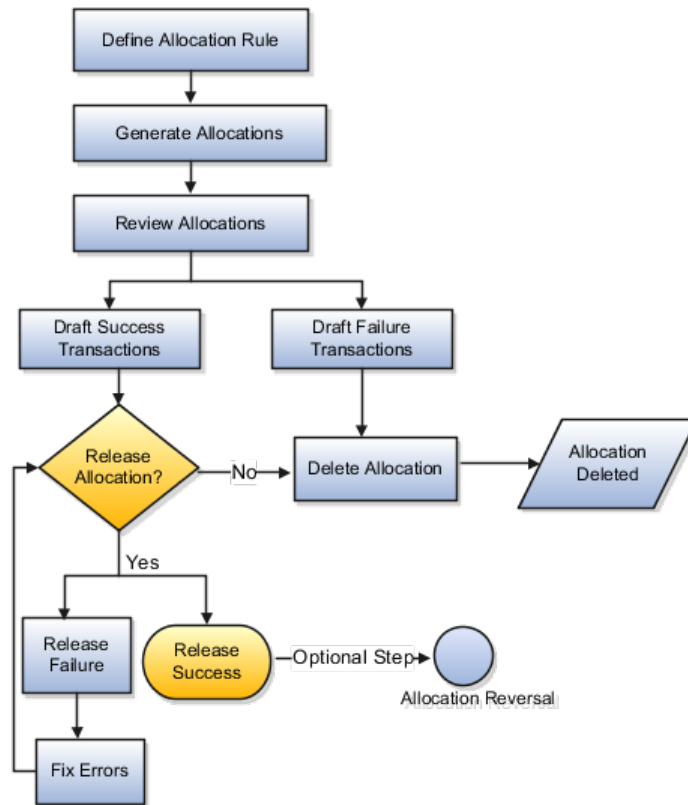 Define Allocation Rule
Generate Allocations
Review Allocations
Draft Success
Transactions
Draft Failure
Transactions
Release
Allocation?
No
Delete Allocation
Allocation
Deleted
Yes
Release
Failure
Release
Success
Optional Step
Allocation Reversal
Fix Errors